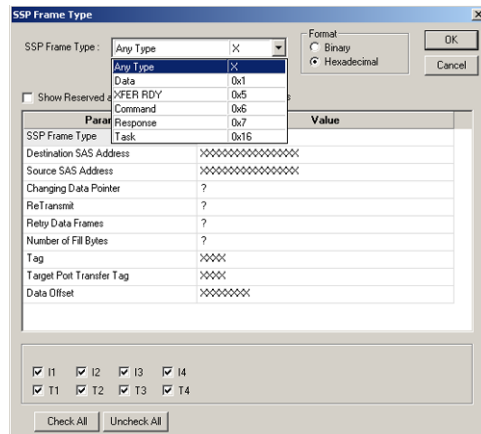 SSP Frame Type
SSP Frame Type : Any Type X
Format
Binary
Hexadecimal
OK
Cancel
Any Type X
Data 0x1
XFER RDY 0x5
Command 0x6
Response 0x7
Task 0x16
Show Reserved
Value
SSP Frame Type
Destination SAS Address XXXXXXXXXXXXXXXX
Source SAS Address XXXXXXXXXXXXXXXX
Changing Data Pointer ?
ReTransmit ?
Retry Data Frames ?
Number of Fill Bytes ?
Tag XXXX
Target Port Transfer Tag XXXX
Data Offset XXXXXXXX
I1 I2 I3 I4
T1 T2 T3 T4
Check All Uncheck All